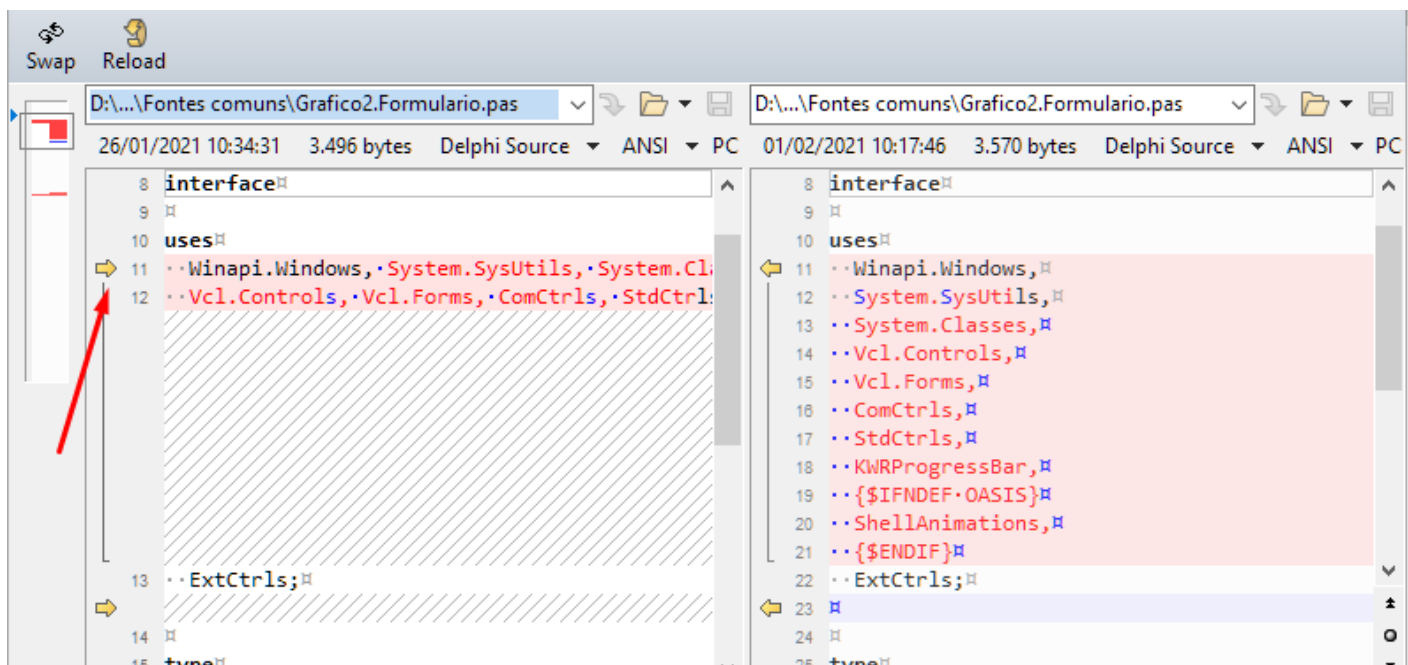 Swap Reload
D:\...\Fontes comuns\Grafico2.Formulario.pas D:\...\Fontes comuns\Grafico2.Formulario.pas
26/01/2021 10:34:31 3.496 bytes Delphi Source ANSI PC 01/02/2021 10:17:46 3.570 bytes Delphi Source ANSI PC
8 interface¤ 8 interface¤
9 ¤ 9 ¤
10 uses¤ 10 uses¤
11 ··Winapi.Windows,·System.SysUtils,·System.Cl 11 ··Winapi.Windows,¤
12 ··Vcl.Controls,·Vcl.Forms,·ComCtrls,·StdCtrl 12 ··System.SysUtils,¤
13 ··System.Classes,¤
14 ··Vcl.Controls,¤
15 ··Vcl.Forms,¤
16 ··ComCtrls,¤
17 ··StdCtrls,¤
18 ··KWRProgressBar,¤
19 ··{$IFNDEF·OASIS}¤
20 ··ShellAnimations,¤
21 ··{$ENDIF}¤
13 ··ExtCtrls;¤ 22 ··ExtCtrls;¤
23 ¤
14 ¤ 24 ¤
15 type¤ 25 type¤